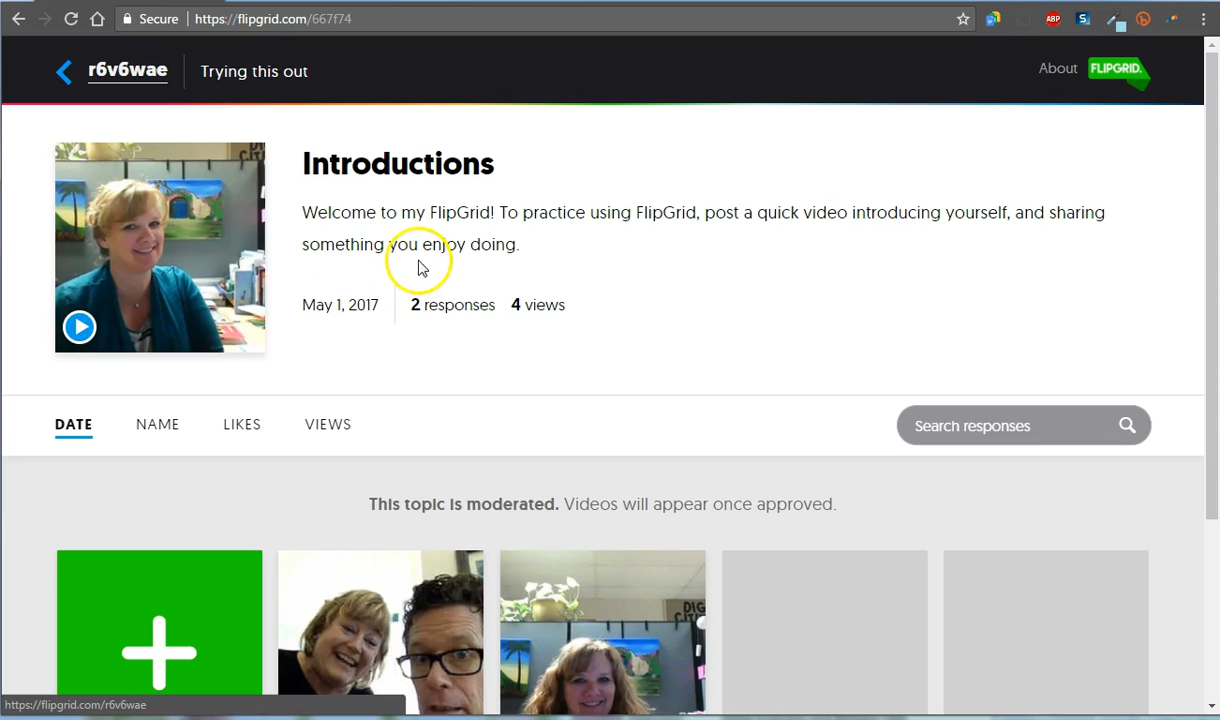 Secure https://flipgrid.com/667f74
ABP S
r6v6wae Trying this out About FLIPGRID.
Introductions
Welcome to my FlipGrid! To practice using FlipGrid, post a quick video introducing yourself, and sharing
something you enjoy doing.
May 1, 2017 2 responses 4 views
DATE NAME LIKES VIEWS Search responses
This topic is moderated. Videos will appear once approved.
https://flipgrid.com/r6v6wae